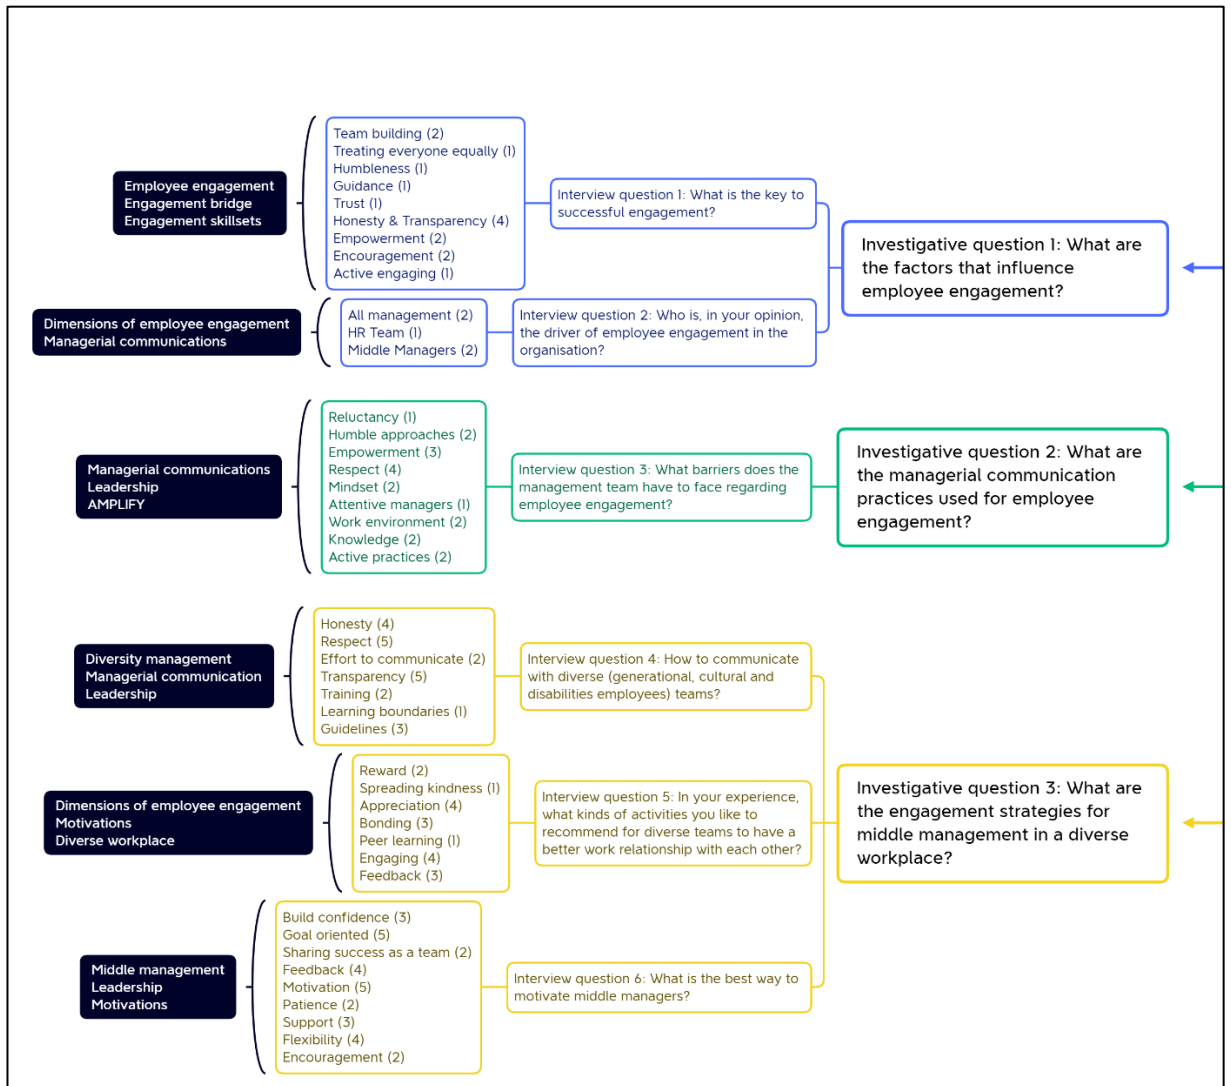 Employee engagement
Engagement bridge
Engagement skillsets
Team building (2)
Treating everyone equally (1)
Humbleness (1)
Guidance (1)
Trust (1)
Honesty & Transparency (4)
Empowerment (2)
Encouragement (2)
Active engaging (1)
Interview question 1: What is the key to
successful engagement?
Investigative question 1: What are
the factors that influence
employee engagement?
Dimensions of employee engagement
Managerial communications
All management (2)
HR Team (1)
Middle Managers (2)
Interview question 2: Who is, in your opinion,
the driver of employee engagement in the
organisation?
Managerial communications
Leadership
AMPLIFY
Reluctancy (1)
Humble approaches (2)
Empowerment (3)
Respect (4)
Mindset (2)
Attentive managers (1)
Work environment (2)
Knowledge (2)
Active practices (2)
Interview question 3: What barriers does the
management team have to face regarding
employee engagement?
Investigative question 2: What are
the managerial communication
practices used for employee
engagement?
Diversity management
Managerial communication
Leadership
Honesty (4)
Respect (5)
Effort to communicate (2)
Transparency (5)
Training (2)
Learning boundaries (1)
Guidelines (3)
Interview question 4: How to communicate
with diverse (generational, cultural and
disabilities employees) teams?
Dimensions of employee engagement
Motivations
Diverse workplace
Reward (2)
Spreading kindness (1)
Appreciation (4)
Bonding (3)
Peer learning (1)
Engaging (4)
Feedback (3)
Interview question 5: In your experience,
what kinds of activities you like to
recommend for diverse teams to have a
better work relationship with each other?
Investigative question 3: What are
the engagement strategies for
middle management in a diverse
workplace?
Middle management
Leadership
Motivations
Build confidence (3)
Goal oriented (5)
Sharing success as a team (2)
Feedback (4)
Motivation (5)
Patience (2)
Support (3)
Flexibility (4)
Encouragement (2)
Interview question 6: What is the best way to
motivate middle managers?